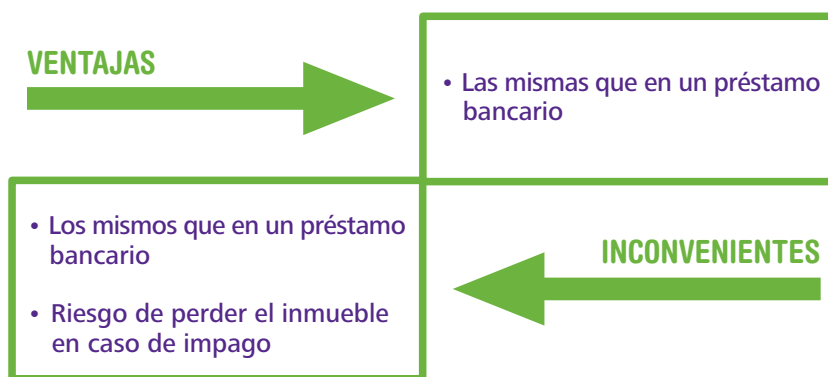 VENTAJAS
• Las mismas que en un préstamo
bancario
• Los mismos que en un préstamo
bancario
• Riesgo de perder el inmueble
en caso de impago
INCONVENIENTES